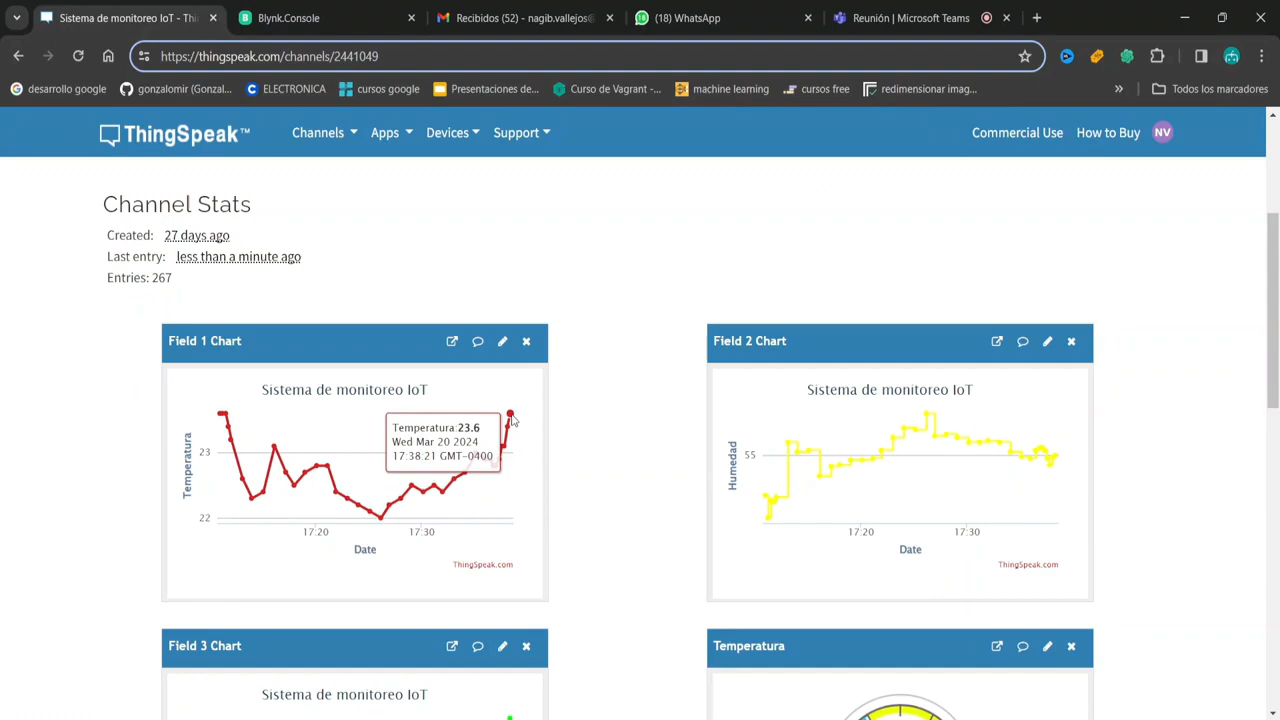 Sistema de monitoreo IoT - Thi
Blynk.Console
Recibidos (52) - nagib.vallejos@
(18) WhatsApp
Reunión | Microsoft Teams
https://thingspeak.com/channels/2441049
desarrollo google
gonzalomir (Gonzal...
ELECTRONICA
cursos google
Presentaciones de...
Curso de Vagrant -...
machine learning
cursos free
redimensionar imag...
»
Todos los marcadores
ThingSpeak™
Channels
Apps
Devices
Support
Commercial Use
How to Buy
NV
Channel Stats
Created: 27 days ago
Last entry: less than a minute ago
Entries: 267
Field 1 Chart
Sistema de monitoreo IoT
Temperatura
23
22
Temperatura:23.6
Wed Mar 20 2024
17:38.21 GMT-0400
17:20
17:30
Date
ThingSpeak.com
Field 2 Chart
Sistema de monitoreo IoT
Humedad
55
17:20
17:30
Date
ThingSpeak.com
Field 3 Chart
Sistema de monitoreo IoT
Temperatura